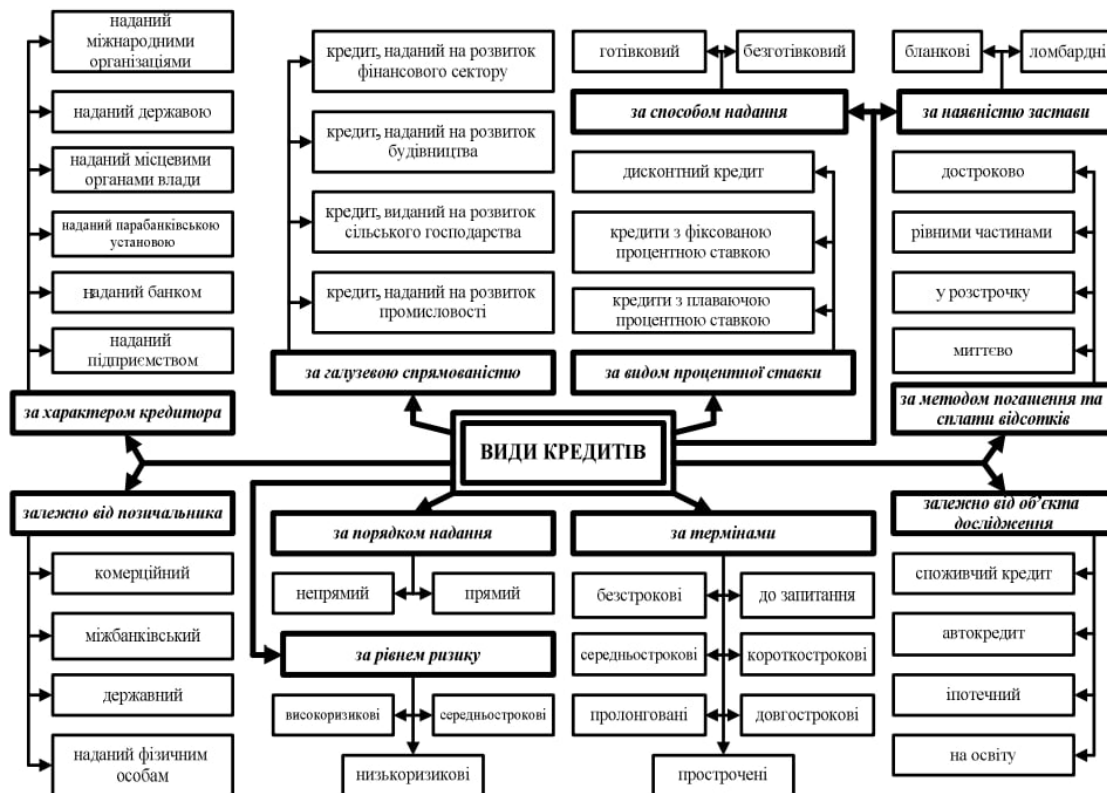 наданий
міжнародними
організаціями
наданий державою
наданий місцевими
органами влади
наданий парабанківською
установою
наданий банком
наданий
підприємством
за характером кредитора
кредит, наданий на розвиток
фінансового сектору
кредит, наданий на розвиток
будівництва
кредит, виданий на розвиток
сільського господарства
кредит, наданий на розвиток
промисловості
за галузевою спрямованістю
готівковий
безготівковий
за способом надання
дисконтний кредит
кредити з фіксованою
процентною ставкою
кредити з плаваючою
процентною ставкою
за видом процентної ставки
бланкові
ломбардні
за наявністю застави
достроково
рівними частинами
у розстрочку
миттєво
за методом погашення та
сплати відсотків
ВИДИ КРЕДИТІВ
залежно від позичальника
комерційний
міжбанківський
державний
наданий фізичним
особам
за порядком надання
непрямий
прямий
за рівнем ризику
високоризикові
середньострокові
низькоризикові
за термінами
безстрокові
до запитання
середньострокові
короткострокові
пролонговані
довгострокові
прострочені
залежно від об’єкта
дослідження
споживчий кредит
автокредит
іпотечний
на освіту